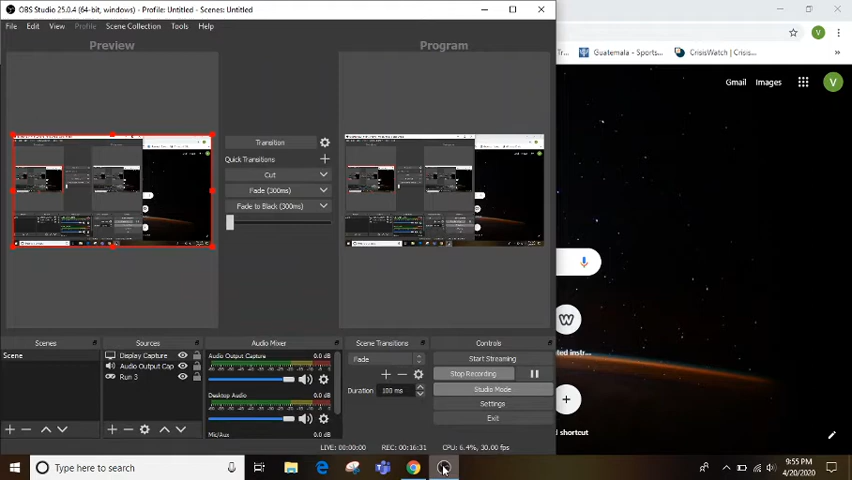 OBS Studio 25.0.4 (64-bit, windows) - Profile: Untitled - Scenes: Untitled
File Edit View Profile Scene Collection Tools Help
Preview
Program
Transition
Quick Transitions
Cut
Fade (300ms)
Fade to Black (300ms)
Scenes
Sources
Audio Mixer
Scene Transitions
Controls
Scene
Display Capture
Audio Output Cap
Run 3
Audio Output Capture 0.0 dB
Desktop Audio 0.0 dB
Mic/Aux 0.0 dB
Fade
Duration 100 ms
Start Streaming
Stop Recording
Studio Mode
Settings
Exit
LIVE: 00:00:00 REC: 00:16:31 CPU: 6.4%, 30.00 fps
V
Tr... Guatemala - Sports... CrisisWatch | Crisis...
Gmail Images V
W
ted instr...
d shortcut
Type here to search
9:55 PM
4/20/2020